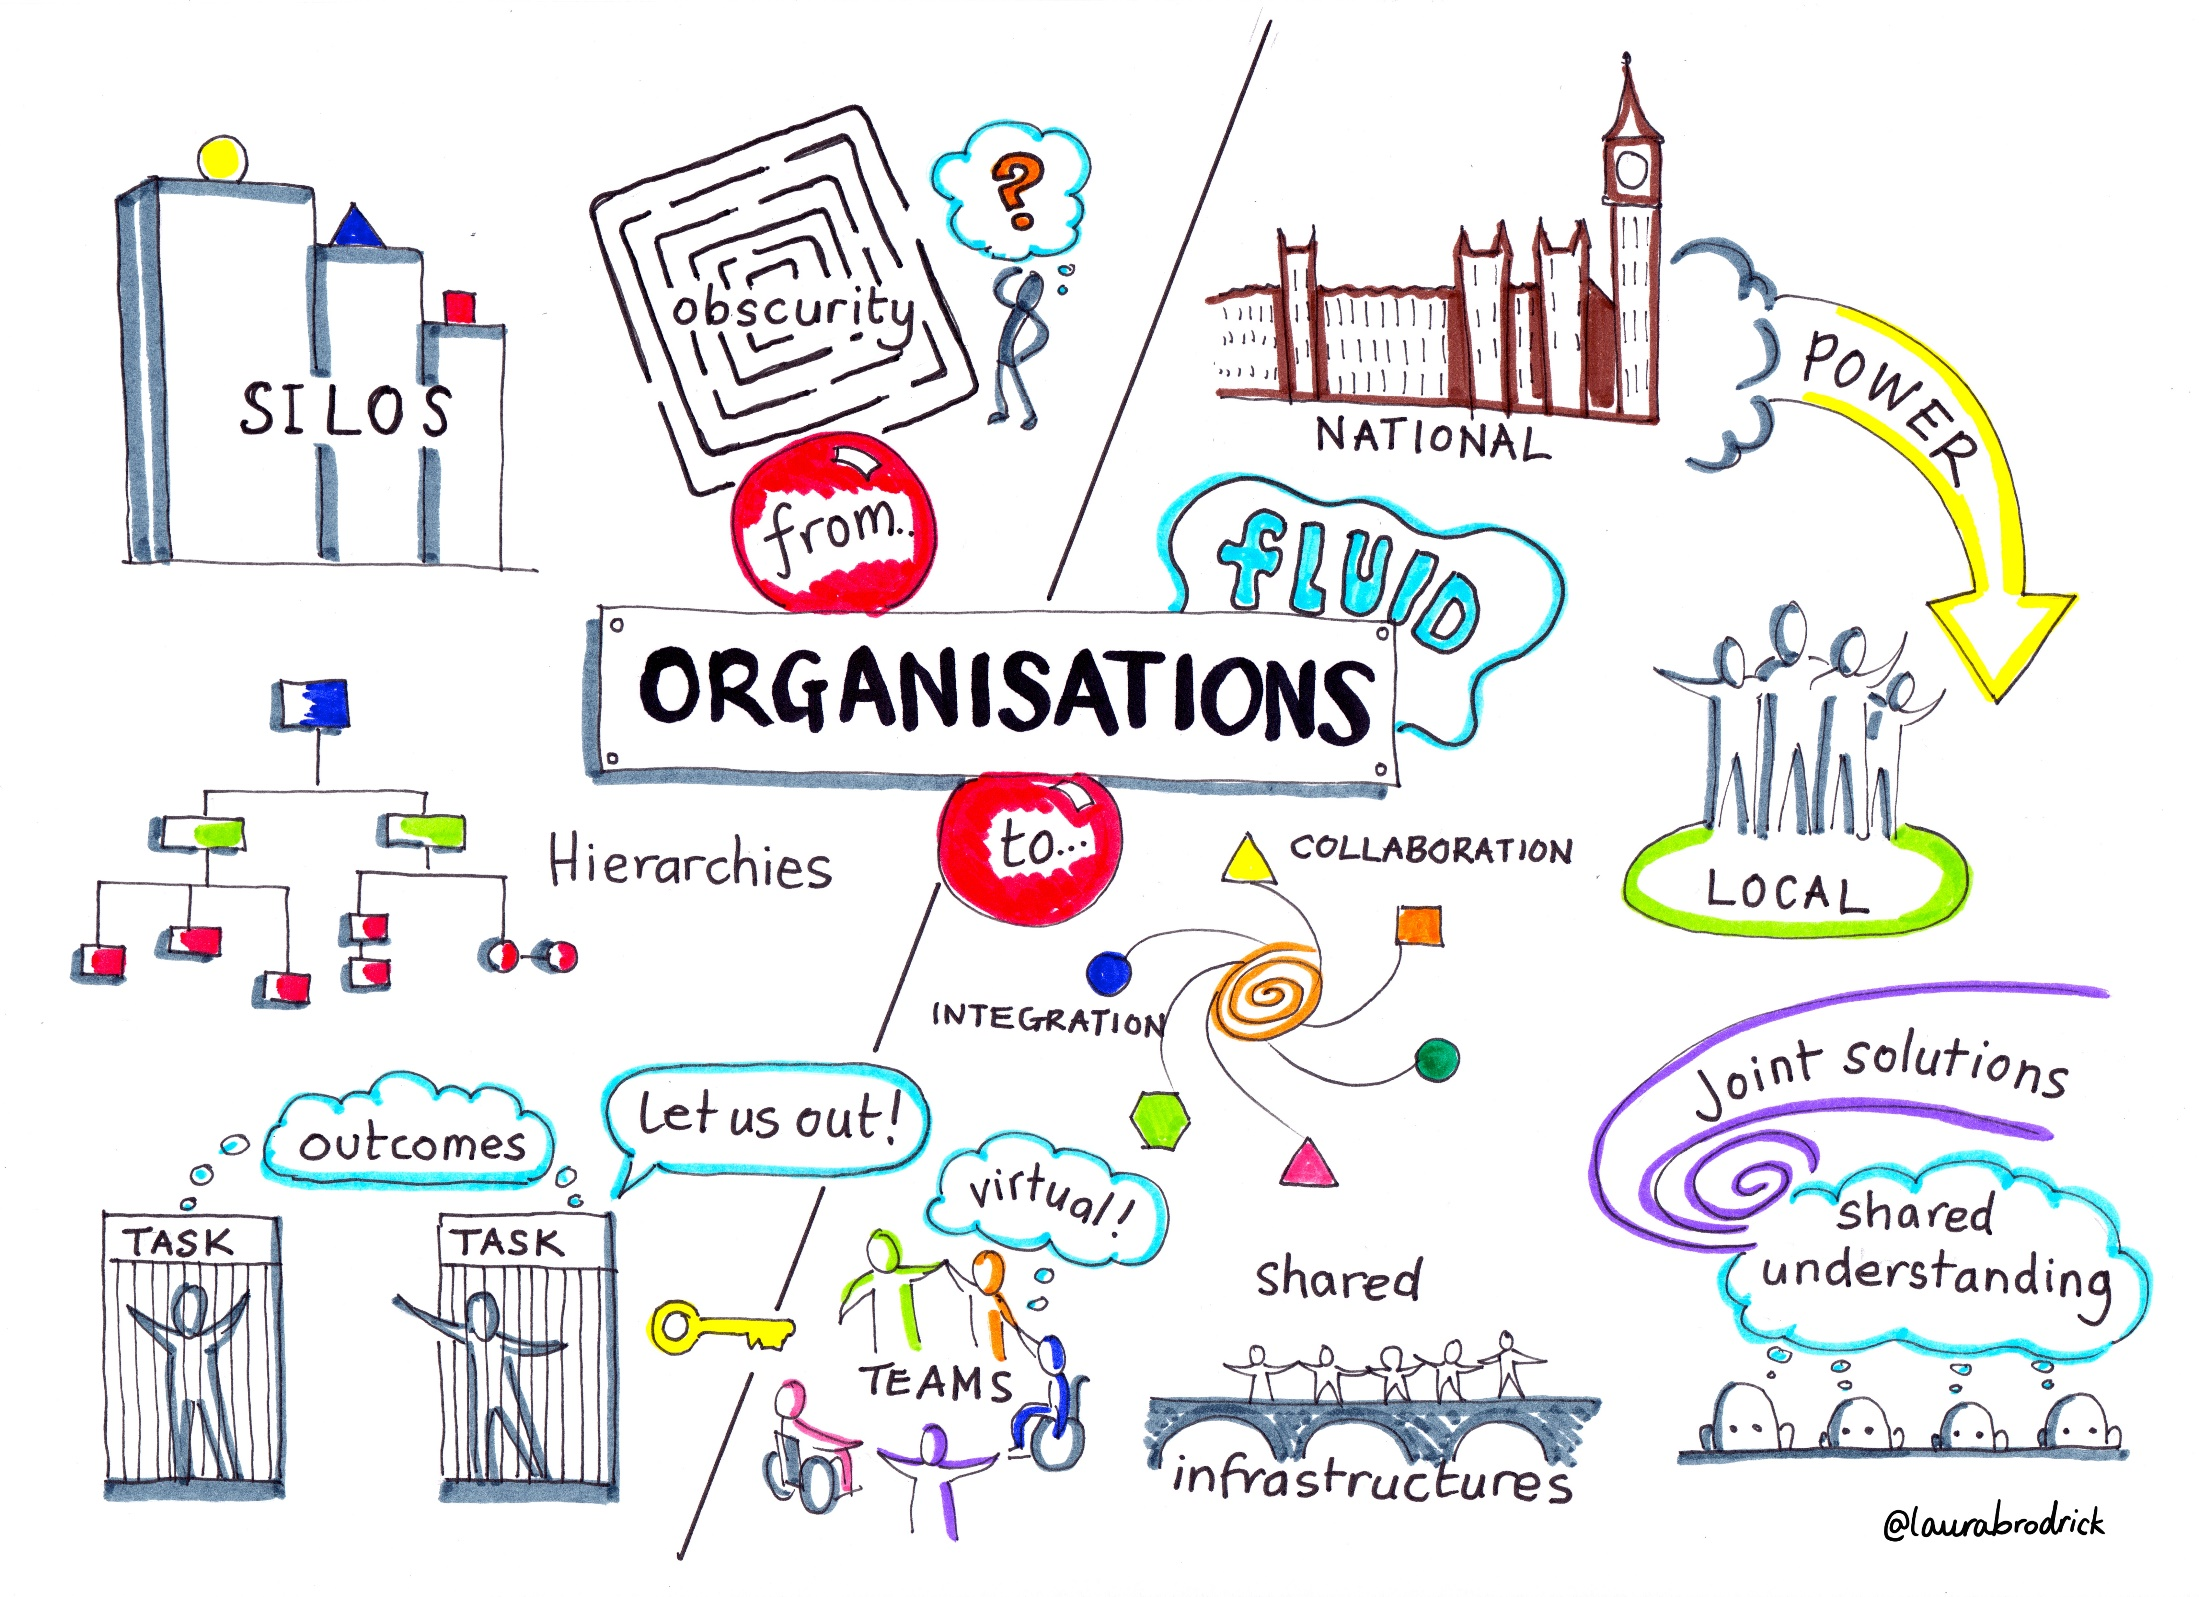 SILOS
obscurity
?
from..
NATIONAL
POWER
fLUID
ORGANISATIONS
to...
Hierarchies
COLLABORATION
INTEGRATION
LOCAL
Joint solutions
shared
understanding
outcomes
Let us out!
TASK
TASK
virtual!
TEAMS
shared
infrastructures
@laurabrodrick